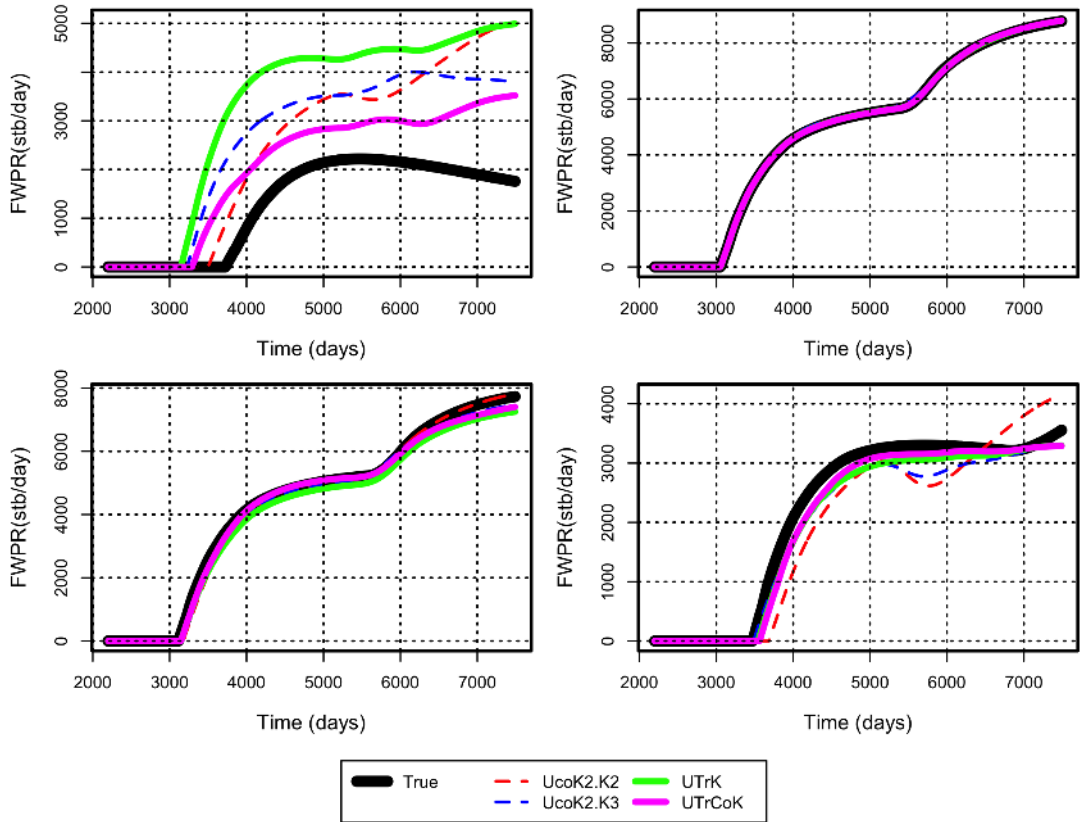 FWPR(stb/day)
5000
3000
1000
0
2000 3000 4000 5000 6000 7000
Time (days)
FWPR(stb/day)
8000
6000
4000
2000
0
2000 3000 4000 5000 6000 7000
Time (days)
FWPR(stb/day)
8000
6000
4000
2000
0
2000 3000 4000 5000 6000 7000
Time (days)
FWPR(stb/day)
4000
3000
2000
1000
0
2000 3000 4000 5000 6000 7000
Time (days)
True UcoK2.K2 UTrK
UcoK2.K3 UTrCoK